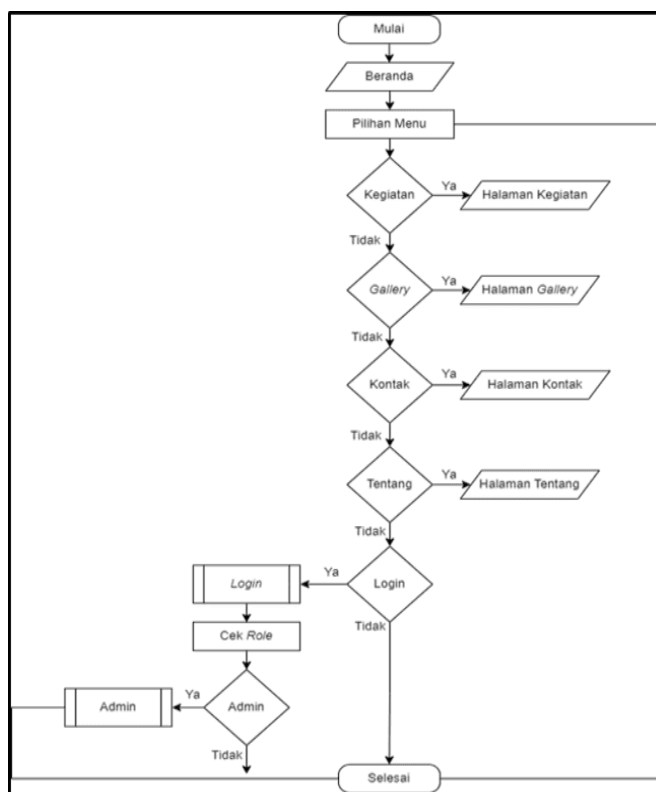 Mulai
Beranda
Pilihan Menu
Kegiatan
Ya
Halaman Kegiatan
Tidak
Gallery
Ya
Halaman Gallery
Tidak
Kontak
Ya
Halaman Kontak
Tidak
Tentang
Ya
Halaman Tentang
Tidak
Login
Ya
Login
Tidak
Cek Role
Admin
Ya
Admin
Tidak
Selesai